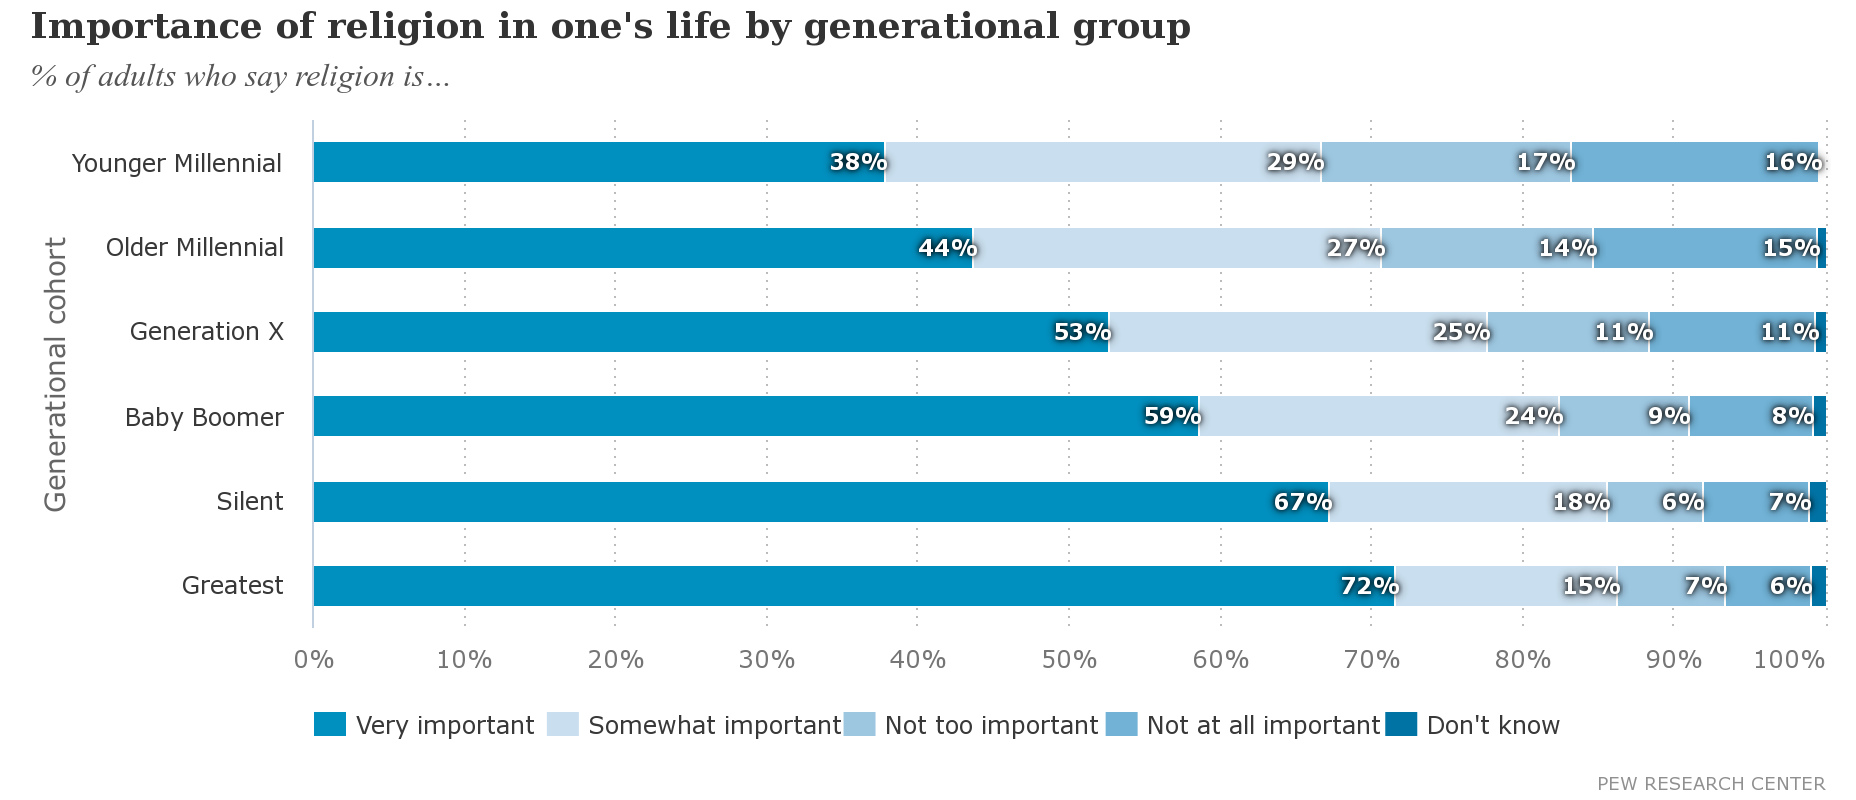 Importance of religion in one's life by generational group
% of adults who say religion is...
Generational cohort
Younger Millennial 38% 29% 17% 16%
Older Millennial 44% 27% 14% 15%
Generation X 53% 25% 11% 11%
Baby Boomer 59% 24% 9% 8%
Silent 67% 18% 6% 7%
Greatest 72% 15% 7% 6%
0% 10% 20% 30% 40% 50% 60% 70% 80% 90% 100%
Very important Somewhat important Not too important Not at all important Don't know
PEW RESEARCH CENTER